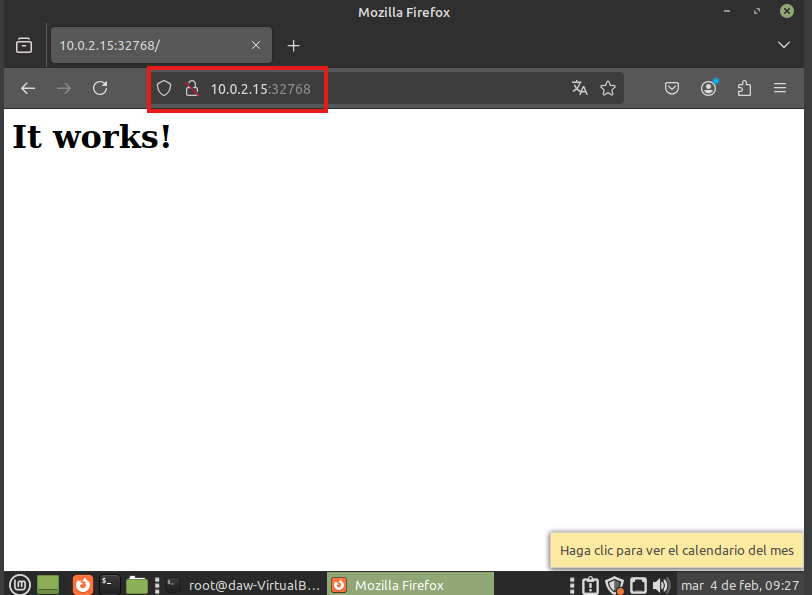 Mozilla Firefox
10.0.2.15:32768/
10.0.2.15:32768
It works!
Haga clic para ver el calendario del mes
root@daw-VirtualB...
Mozilla Firefox
mar 4 de feb, 09:27